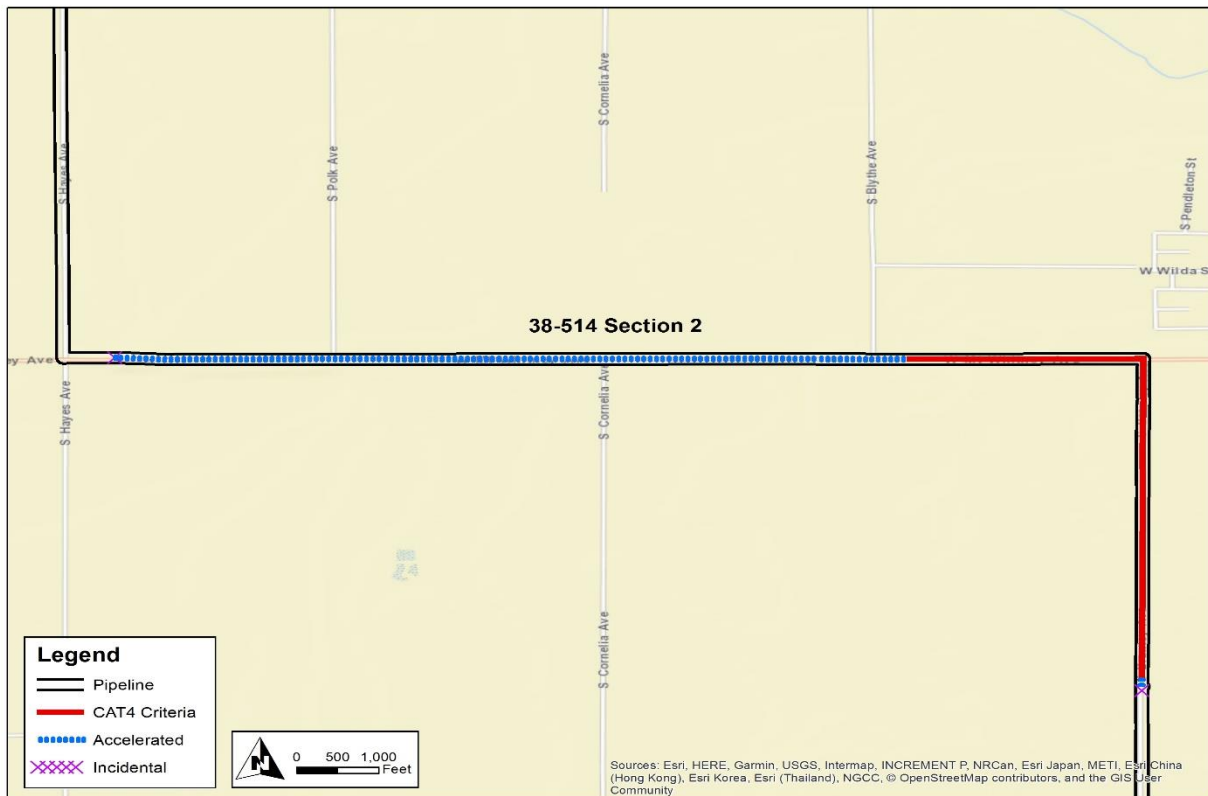 S Cornelia Ave
S Hayes Ave
S Polk Ave
S Blythe Ave
S Pendleton St
W Wilda S
38-514 Section 2
ey Ave
S Hayes Ave
S Cornelia Ave
S Cornelia Ave
Legend
Pipeline
CAT4 Criteria
Accelerated
Incidental
N
0 500 1,000
Feet
Sources: Esri, HERE, Garmin, USGS, Intermap, INCREMENT P, NRCan, Esri Japan, METI, Esri China
(Hong Kong), Esri Korea, Esri (Thailand), NGCC, © OpenStreetMap contributors, and the GIS User
Community